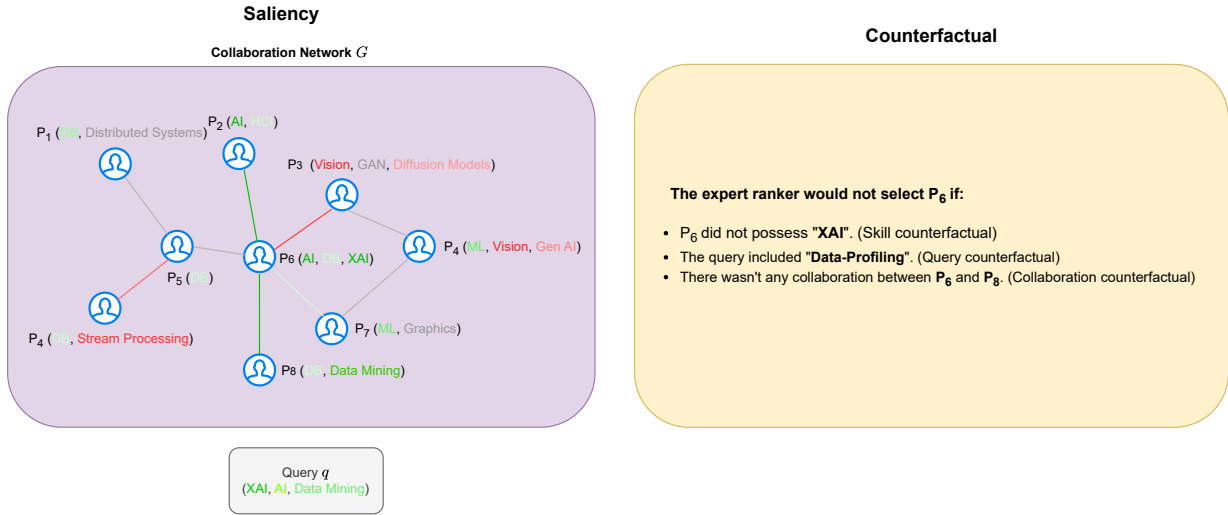 Saliency
Collaboration Network G
P1 (DB, Distributed Systems)
P2 (AI, HCI)
P3 (Vision, GAN, Diffusion Models)
P4 (ML, Vision, Gen AI)
P6 (AI, DB, XAI)
P5 (DB)
P4 (DB, Stream Processing)
P7 (ML, Graphics)
P8 (DB, Data Mining)
Query q
(XAI, AI, Data Mining)
Counterfactual
The expert ranker would not select P6 if:
• P6 did not possess "XAI". (Skill counterfactual)
• The query included "Data-Profiling". (Query counterfactual)
• There wasn't any collaboration between P6 and P8. (Collaboration counterfactual)